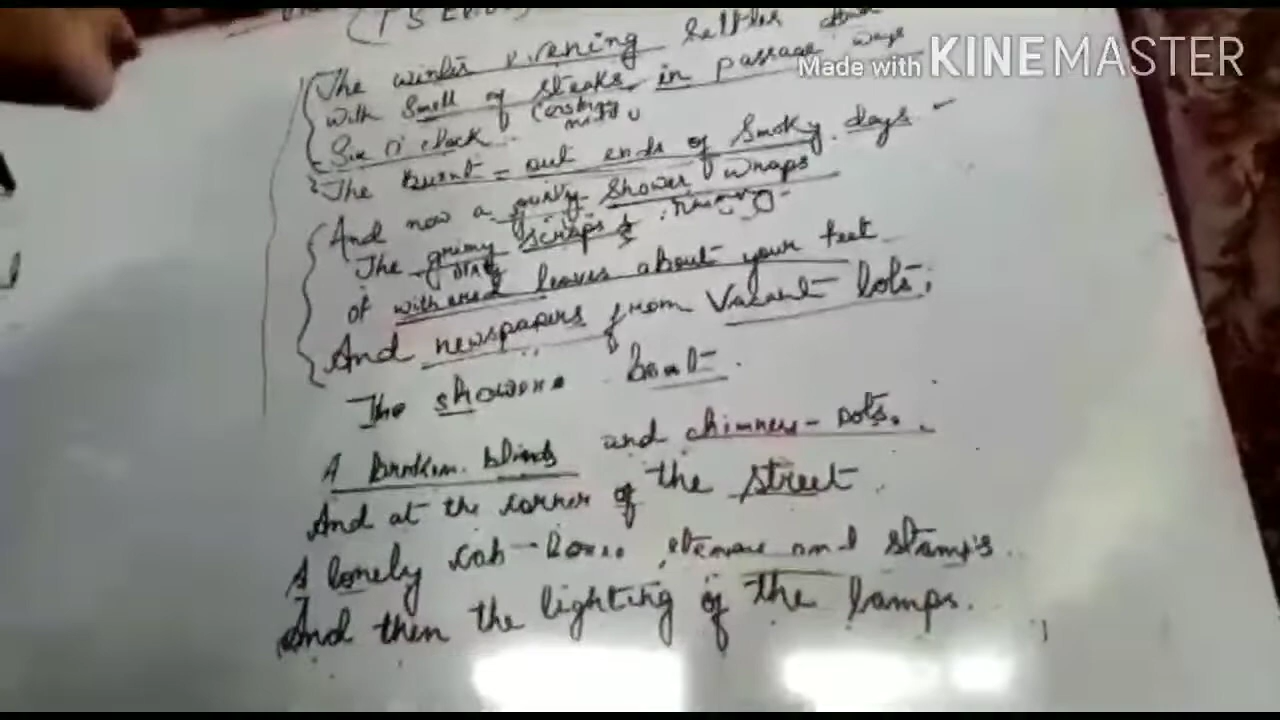 (T S Eliot)
The winter evening settles down
with smell of steaks in passage ways
Six O' clock.
The burnt = out ends of smoky days
And now a gusty shower wraps
The grimy scraps
dirty
of withered leaves about your feet
And newspapers from Vacant lots;
The showers beat.
A broken blinds and chimney - pots.
And at the corner of the street
A lonely cab - horse steams and stamps.
And then the lighting of the lamps.
Made with KINEMASTER